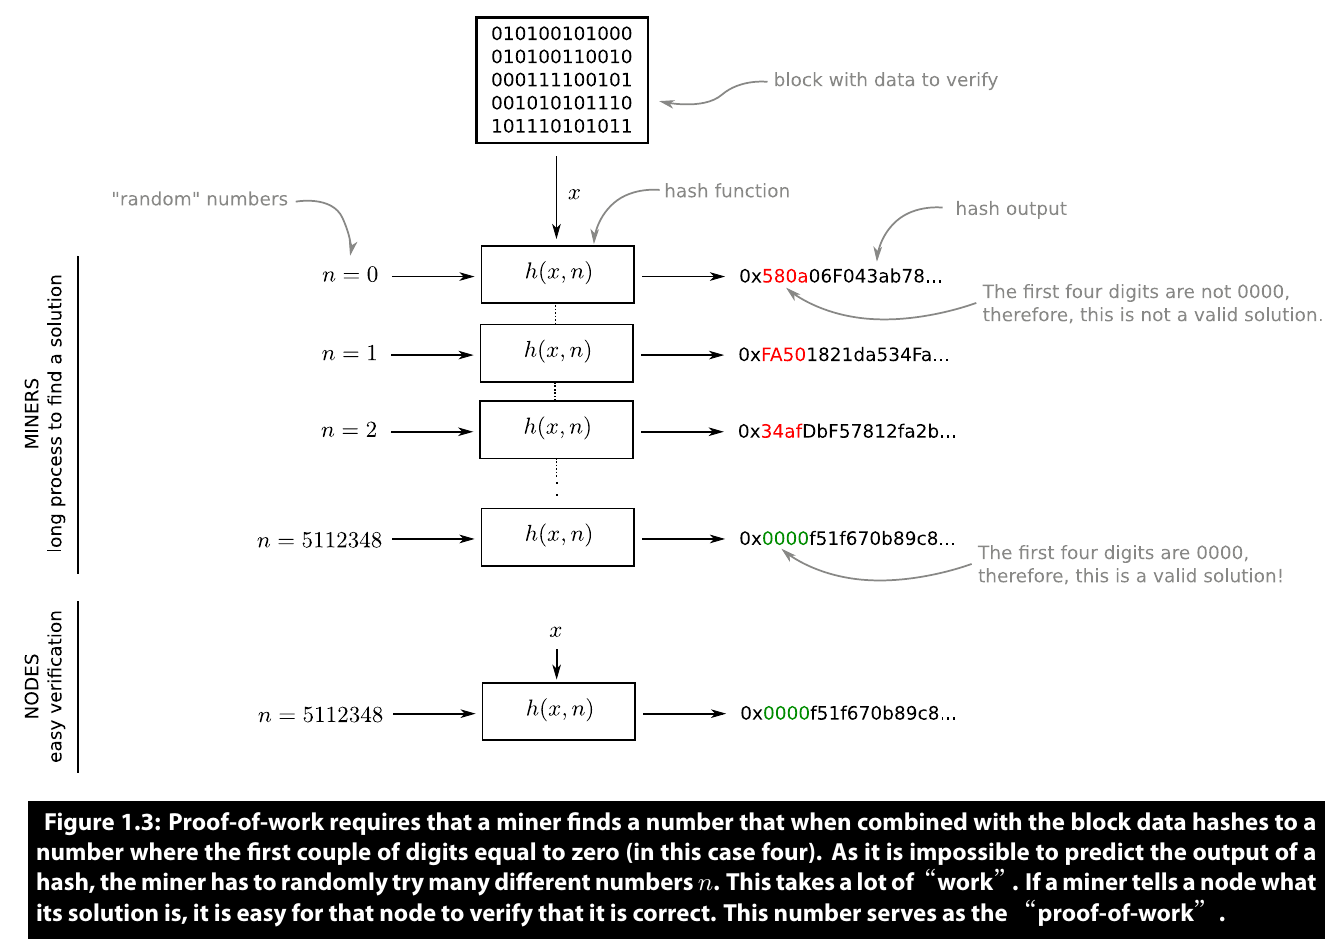 010100101000
010100110010
000111100101
001010101110
101110101011
block with data to verify
x
"random" numbers
hash function
hash output
MINERS
long process to find a solution
n = 0
h(x, n)
0x580a06F043ab78...
The first four digits are not 0000,
therefore, this is not a valid solution.
n = 1
h(x, n)
0xFA501821da534Fa...
n = 2
h(x, n)
0x34afDbF57812fa2b...
n = 5112348
h(x, n)
0x0000f51f670b89c8...
The first four digits are 0000,
therefore, this is a valid solution!
NODES
easy verification
x
n = 5112348
h(x, n)
0x0000f51f670b89c8...
Figure 1.3: Proof-of-work requires that a miner finds a number that when combined with the block data hashes to a
number where the first couple of digits equal to zero (in this case four). As it is impossible to predict the output of a
hash, the miner has to randomly try many different numbers n. This takes a lot of “work”. If a miner tells a node what
its solution is, it is easy for that node to verify that it is correct. This number serves as the “proof-of-work”.